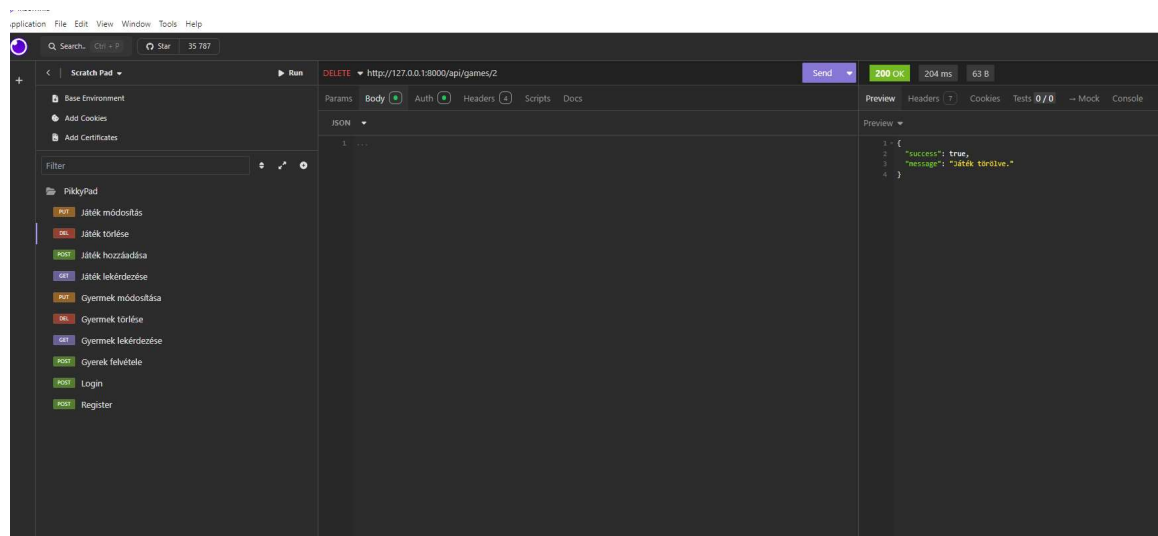 Application File Edit View Window Tools Help
Search.. Ctrl + P Star 35 787
Scratch Pad Run
Base Environment
Add Cookies
Add Certificates
Filter
PikkyPad
PUT Játék módosítás
DEL Játék törlése
POST Játék hozzáadása
GET Játék lekérdezése
PUT Gyermek módosítása
DEL Gyermek törlése
GET Gyermek lekérdezése
POST Gyerek felvétele
POST Login
POST Register
DELETE http://127.0.0.1:8000/api/games/2 Send
Params Body Auth Headers 4 Scripts Docs
JSON
1 ...
200 OK 204 ms 63 B
Preview Headers 7 Cookies Tests 0 / 0 → Mock Console
Preview
1 {
2 "success": true,
3 "message": "Játék törölve."
4 }